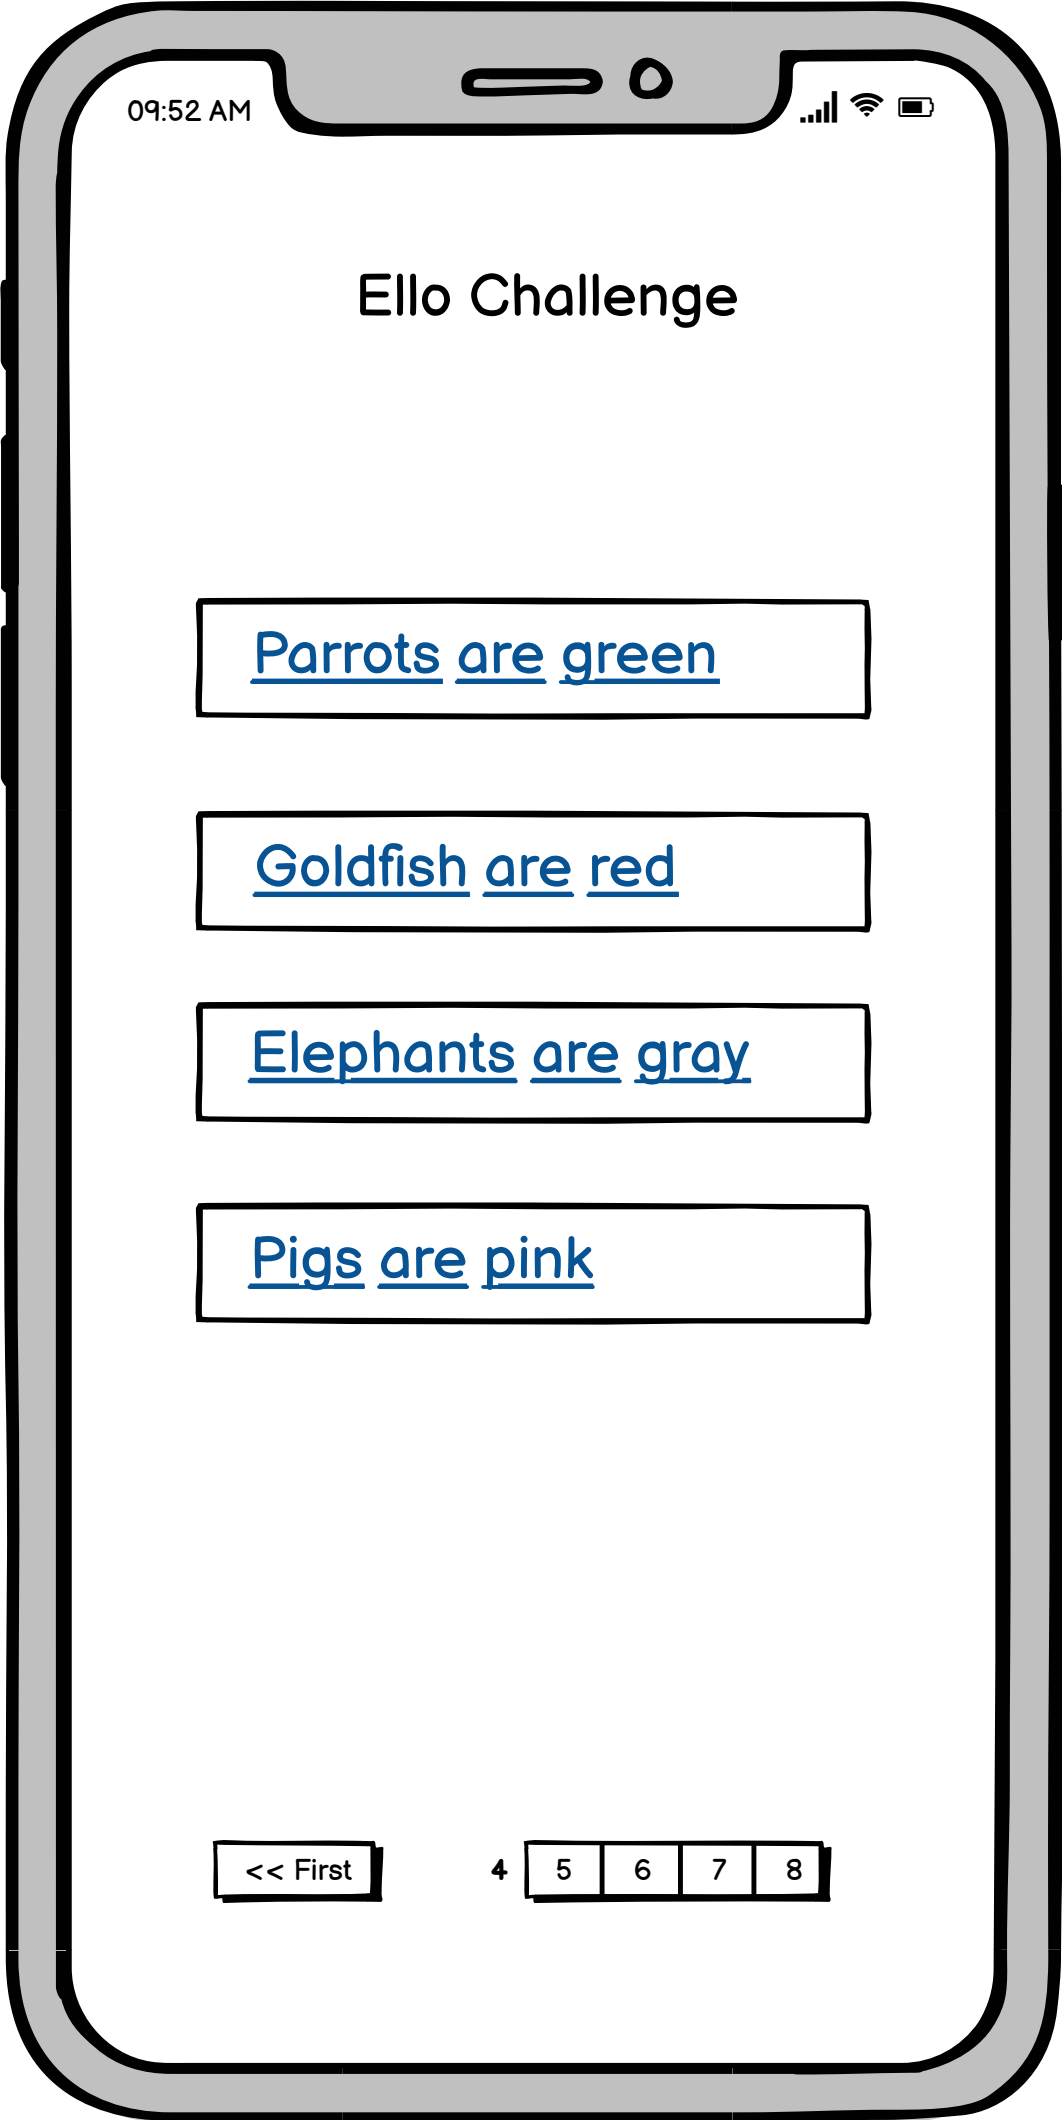 09:52 AM
Ello Challenge
Parrots are green
Goldfish are red
Elephants are gray
Pigs are pink
<< First 4 5 6 7 8